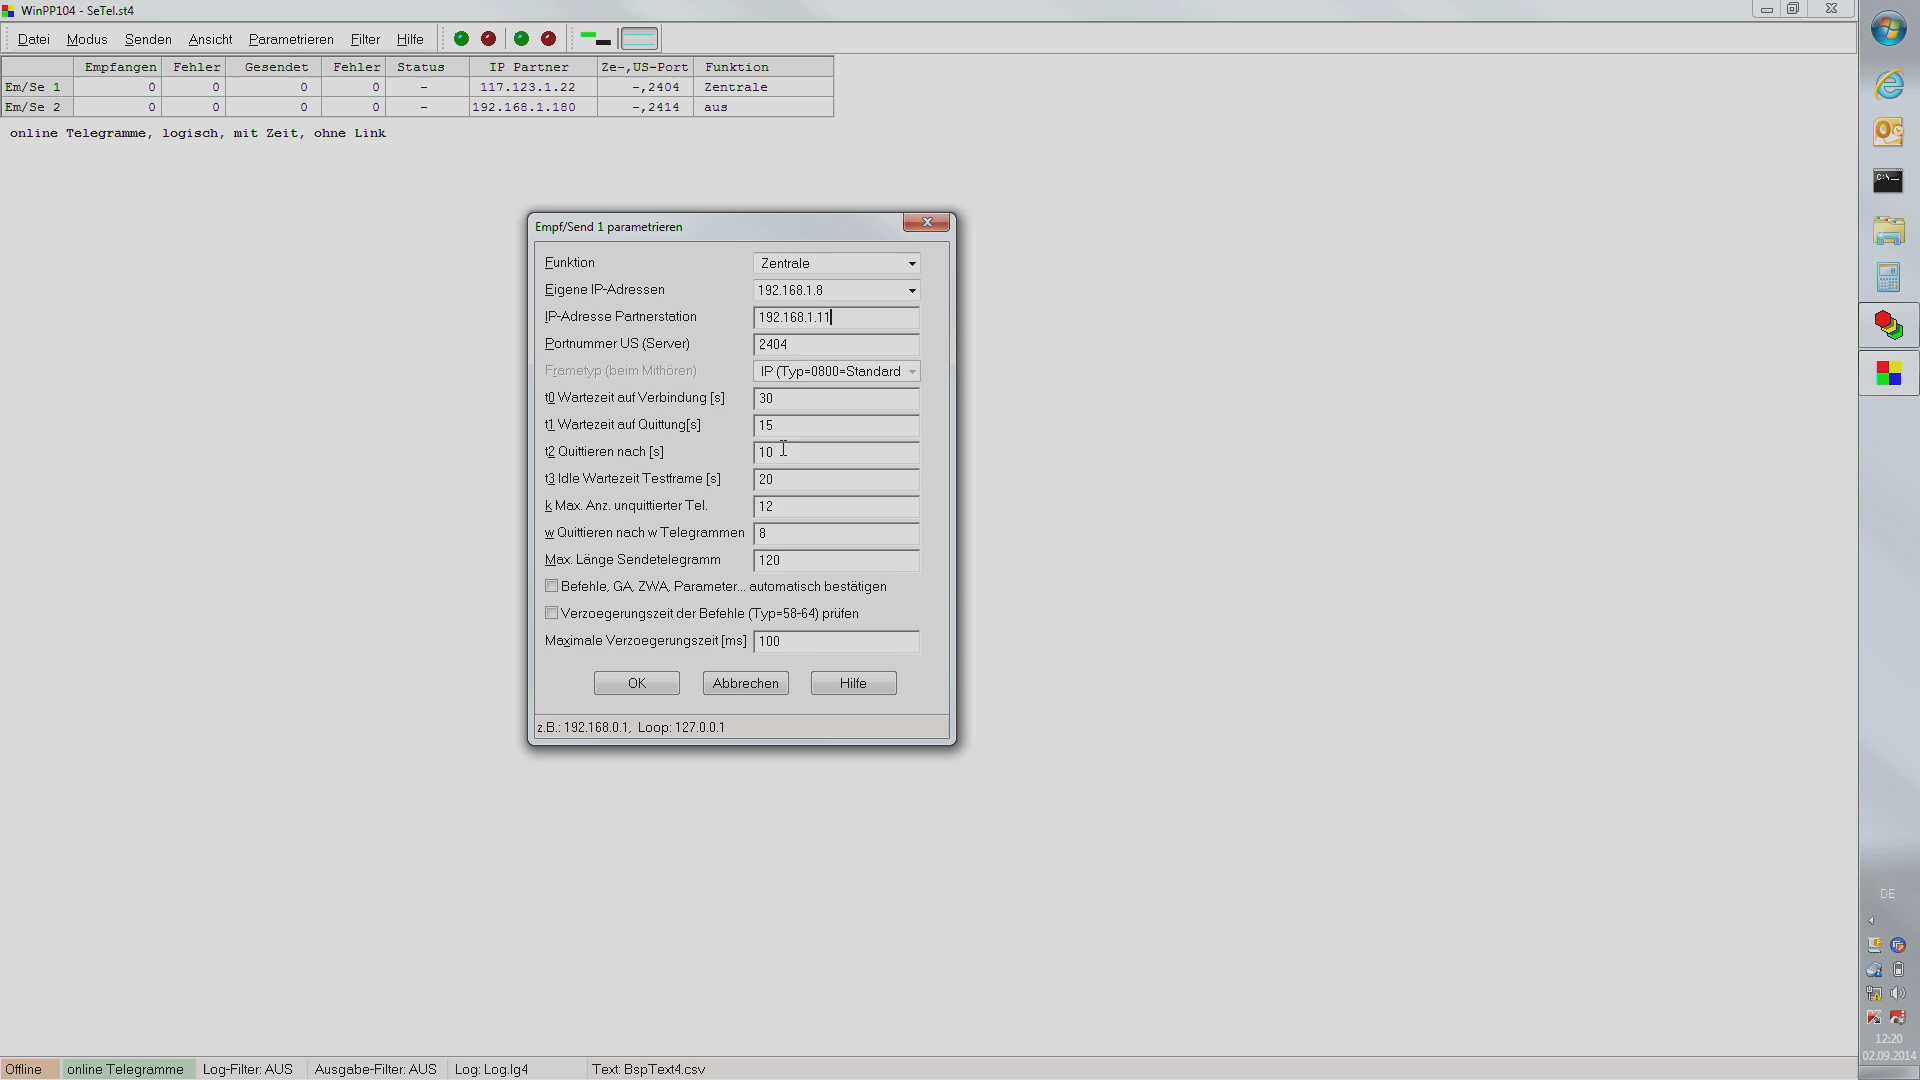 WinPP104 - SeTel.st4
Datei Modus Senden Ansicht Parametrieren Filter Hilfe
Empfangen Fehler Gesendet Fehler Status IP Partner Ze-,US-Port Funktion
Em/Se 1 0 0 0 0 - 117.123.1.22 -,2404 Zentrale
Em/Se 2 0 0 0 0 - 192.168.1.180 -,2414 aus
online Telegramme, logisch, mit Zeit, ohne Link
Empf/Send 1 parametrieren
Funktion Zentrale
Eigene IP-Adressen 192.168.1.8
IP-Adresse Partnerstation 192.168.1.11
Portnummer US (Server) 2404
Frametyp (beim Mithören) IP (Typ=0800=Standard
t0 Wartezeit auf Verbindung [s] 30
t1 Wartezeit auf Quittung[s] 15
t2 Quittieren nach [s] 10
t3 Idle Wartezeit Testframe [s] 20
k Max. Anz. unquittierter Tel. 12
w Quittieren nach w Telegrammen 8
Max. Länge Sendetelegramm 120
Befehle, GA, ZWA, Parameter... automatisch bestätigen
Verzoegerungszeit der Befehle (Typ=58-64) prüfen
Maximale Verzoegerungszeit [ms] 100
OK Abbrechen Hilfe
z.B.: 192.168.0.1, Loop: 127.0.0.1
Offline online Telegramme Log-Filter: AUS Ausgabe-Filter: AUS Log: Log.lg4 Text: BspText4.csv
C:\
DE
12:20
02.09.2014